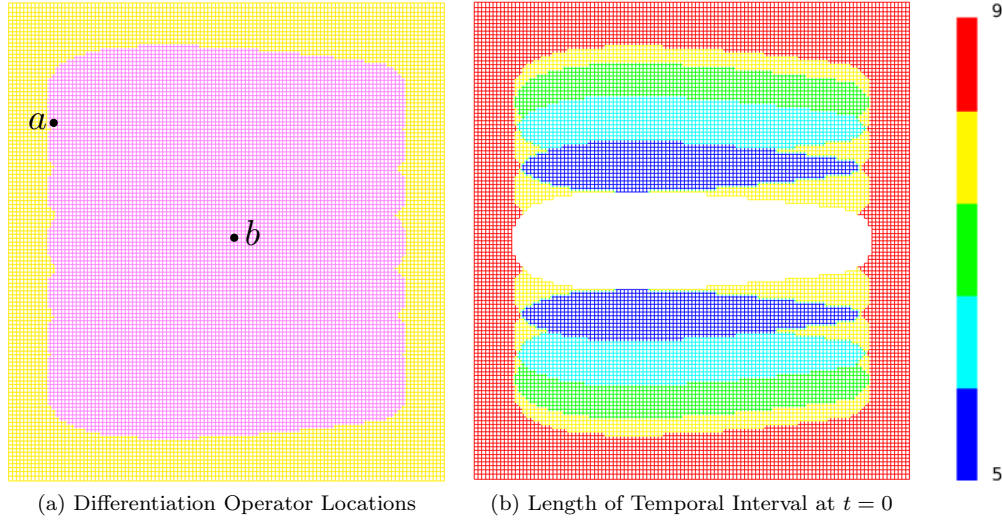 a
b
9
5
(a) Differentiation Operator Locations
(b) Length of Temporal Interval at t = 0